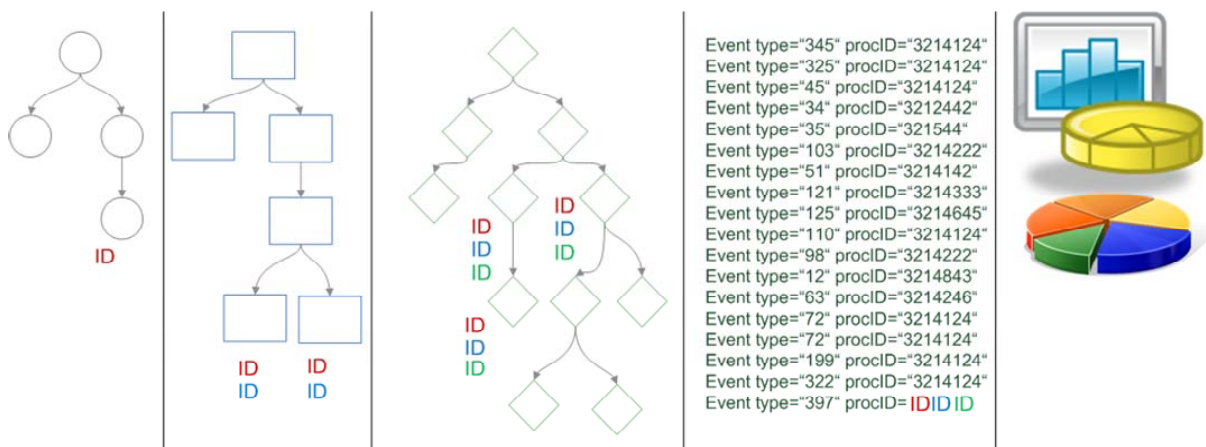 ID
ID
ID
ID
ID
ID
ID
ID
ID
ID
ID
ID
ID
ID
Event type=“345“ procID=“3214124“
Event type=“325“ procID=“3214124“
Event type=“45“ procID=“3214124“
Event type=“34“ procID=“3212442“
Event type=“35“ procID=“321544“
Event type=“103“ procID=“3214222“
Event type=“51“ procID=“3214142“
Event type=“121“ procID=“3214333“
Event type=“125“ procID=“3214645“
Event type=“110“ procID=“3214124“
Event type=“98“ procID=“3214222“
Event type=“12“ procID=“3214843“
Event type=“63“ procID=“3214246“
Event type=“72“ procID=“3214124“
Event type=“72“ procID=“3214124“
Event type=“199“ procID=“3214124“
Event type=“322“ procID=“3214124“
Event type=“397“ procID= IDIDID